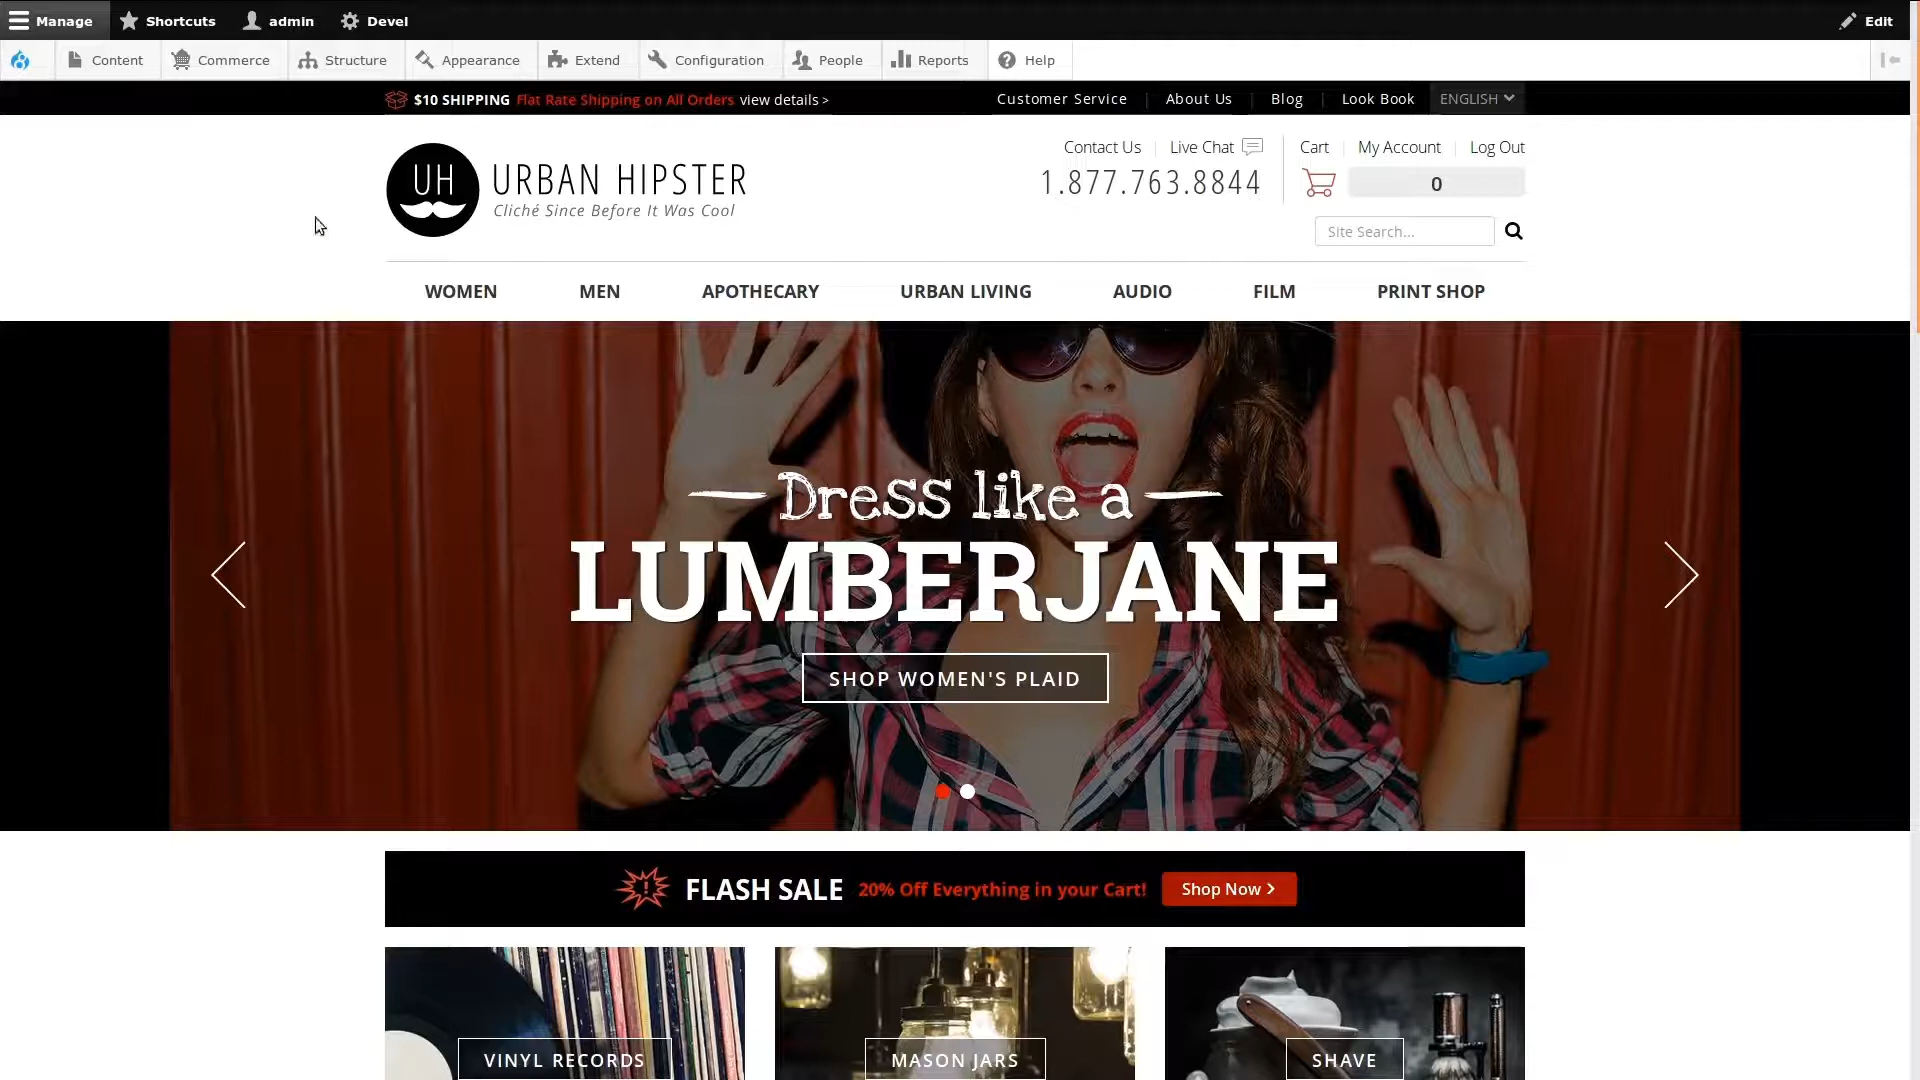 Manage Shortcuts admin Devel Edit
Content Commerce Structure Appearance Extend Configuration People Reports Help
$10 SHIPPING Flat Rate Shipping on All Orders view details > Customer Service About Us Blog Look Book ENGLISH
Contact Us Live Chat Cart My Account Log Out
UH URBAN HIPSTER
Cliché Since Before It Was Cool
1.877.763.8844
0
Site Search...
WOMEN MEN APOTHECARY URBAN LIVING AUDIO FILM PRINT SHOP
Dress like a
LUMBERJANE
SHOP WOMEN'S PLAID
! FLASH SALE 20% Off Everything in your Cart! Shop Now >
VINYL RECORDS MASON JARS SHAVE